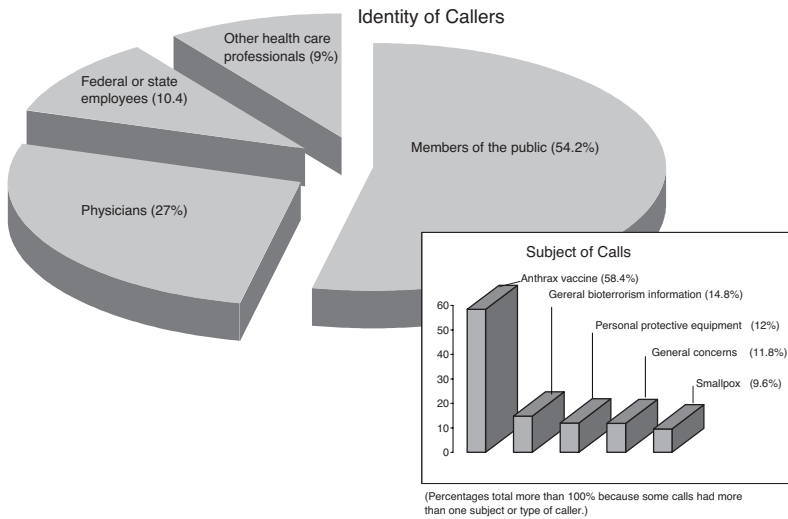 Identity of Callers
Other health care
professionals (9%)
Federal or state
employees (10.4)
Members of the public (54.2%)
Physicians (27%)
Subject of Calls
Anthrax vaccine (58.4%)
Gereral bioterrorism information (14.8%)
Personal protective equipment (12%)
General concerns (11.8%)
Smallpox (9.6%)
60
50
40
30
20
10
0
(Percentages total more than 100% because some calls had more
than one subject or type of caller.)